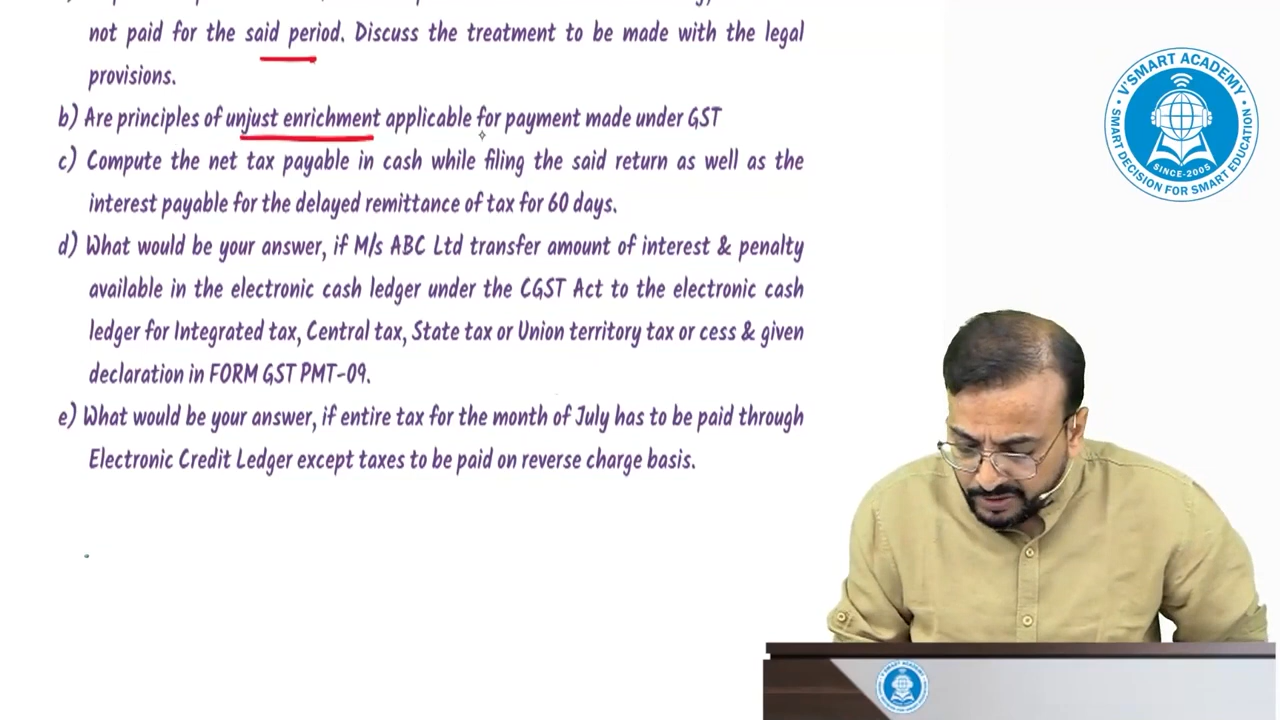 not paid for the said period. Discuss the treatment to be made with the legal
provisions.
b) Are principles of unjust enrichment applicable for payment made under GST
c) Compute the net tax payable in cash while filing the said return as well as the
interest payable for the delayed remittance of tax for 60 days.
d) What would be your answer, if M/s ABC Ltd transfer amount of interest & penalty
available in the electronic cash ledger under the CGST Act to the electronic cash
ledger for Integrated tax, Central tax, State tax or Union territory tax or cess & given
declaration in FORM GST PMT-09.
e) What would be your answer, if entire tax for the month of July has to be paid through
Electronic Credit Ledger except taxes to be paid on reverse charge basis.
V'SMART ACADEMY
SINCE-2005
SMART DECISION FOR SMART EDUCATION